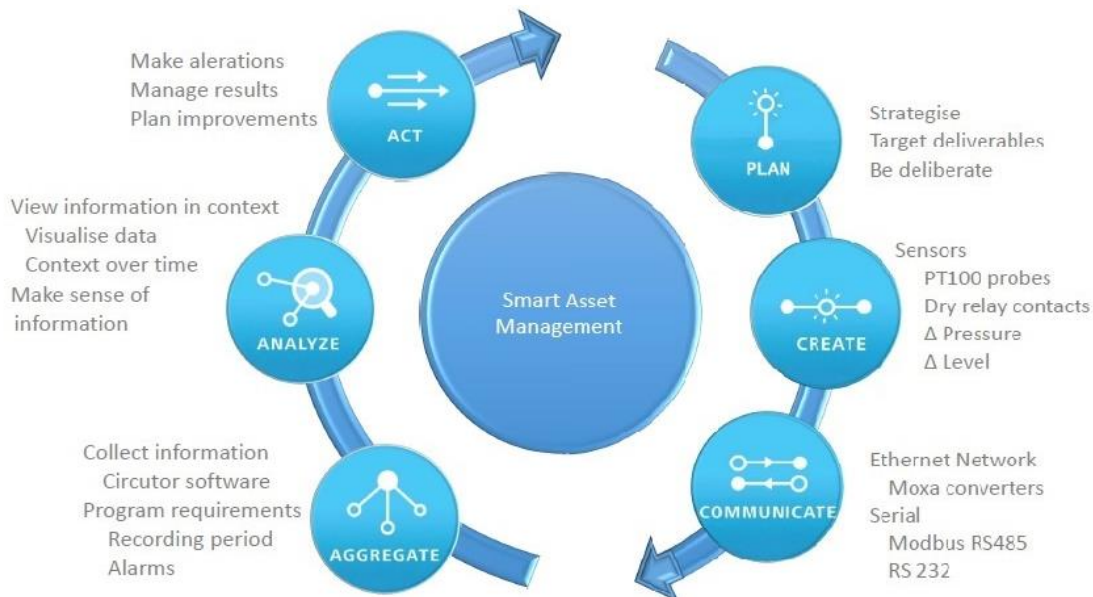 Make alerations
Manage results
Plan improvements
ACT
PLAN
Strategise
Target deliverables
Be deliberate
View information in context
Visualise data
Context over time
Make sense of
information
ANALYZE
Smart Asset
Management
CREATE
Sensors
PT100 probes
Dry relay contacts
Δ Pressure
Δ Level
Collect information
Circutor software
Program requirements
Recording period
Alarms
AGGREGATE
COMMUNICATE
Ethernet Network
Moxa converters
Serial
Modbus RS485
RS 232